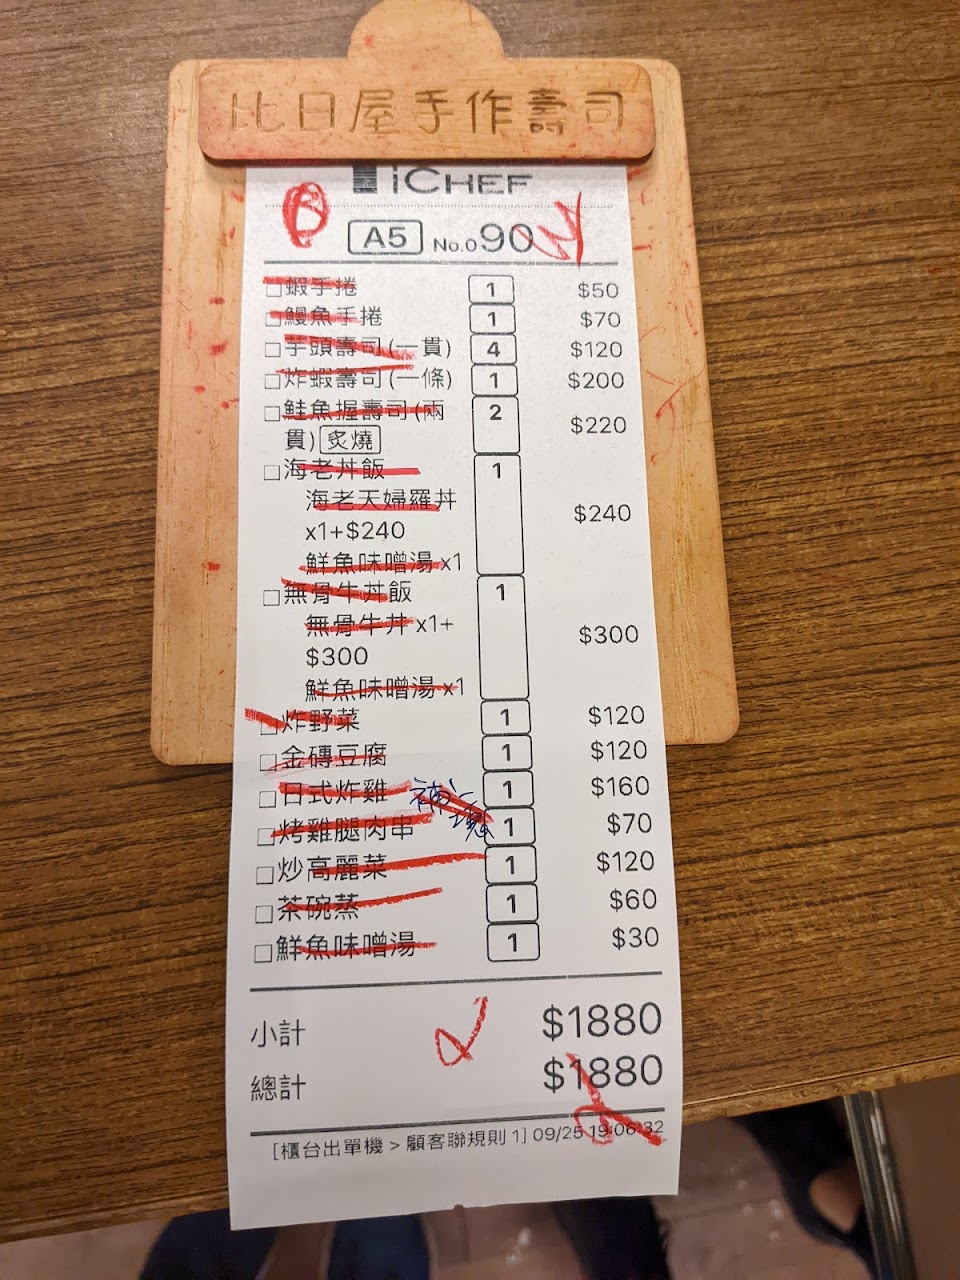 比日屋手作壽司
iCHEF
A5 No.090
蝦手捲 1 $50
鰻魚手捲 1 $70
芋頭壽司(一貫) 4 $120
炸蝦壽司(一條) 1 $200
鮭魚握壽司(兩 2 $220
貫) 炙燒
海老丼飯 1 $240
海老天婦羅丼
x1+$240
鮮魚味噌湯 x1
無骨牛丼飯 1 $300
無骨牛丼 x1+
$300
鮮魚味噌湯 x1
炸野菜 1 $120
金磚豆腐 1 $120
日式炸雞 1 $160
烤雞腿肉串 1 $70
炒高麗菜 1 $120
茶碗蒸 1 $60
鮮魚味噌湯 1 $30
小計 $1880
總計 $1880
[櫃台出單機 > 顧客聯規則 1] 09/25 19:06:32